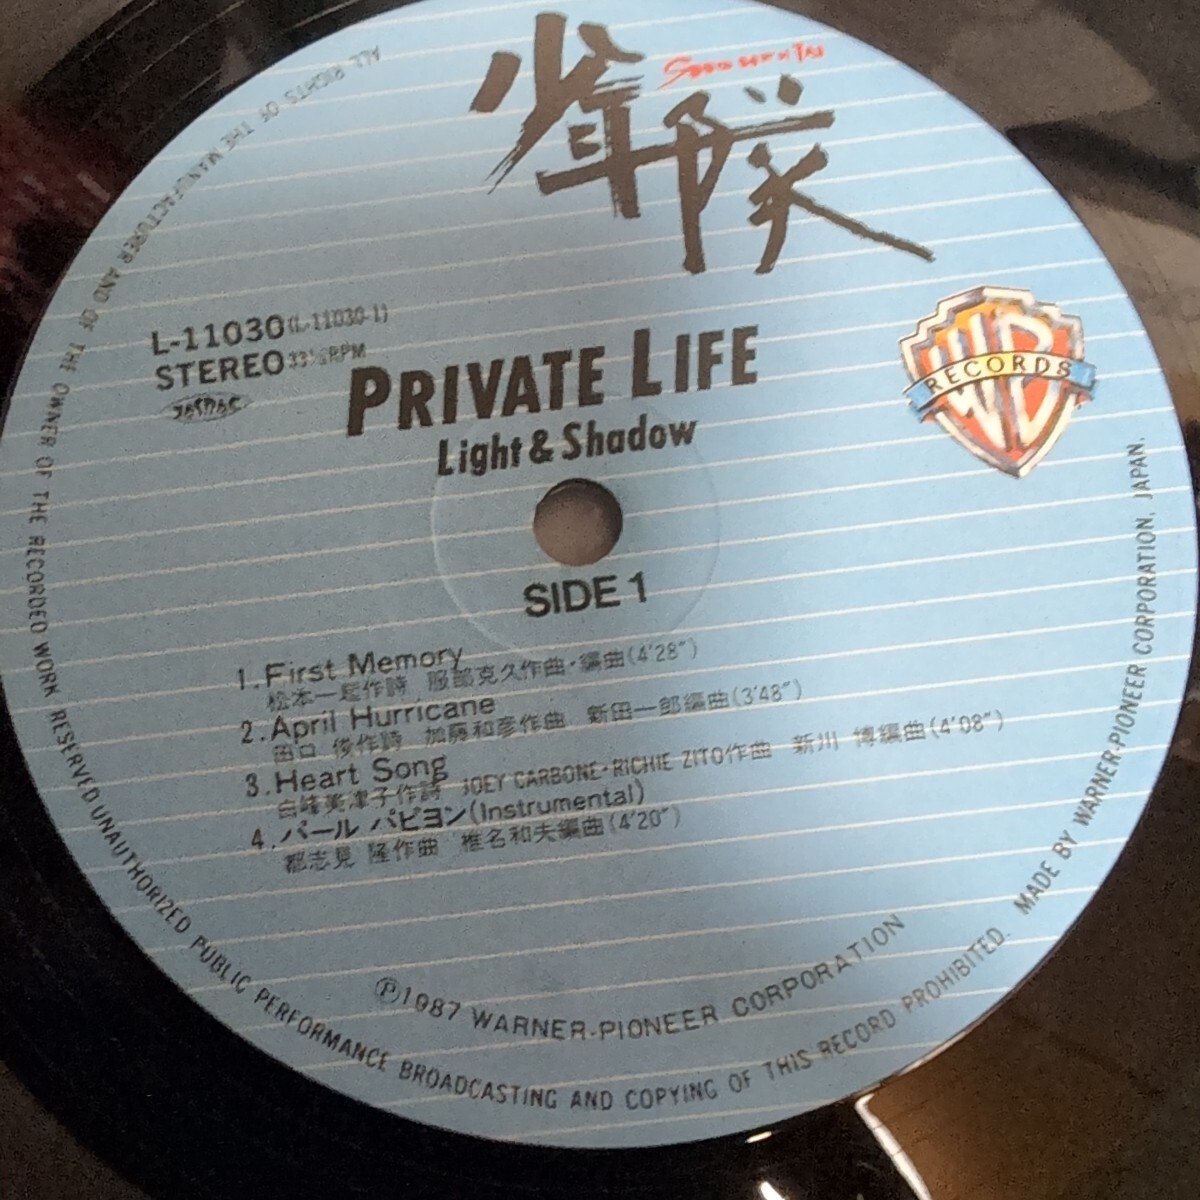 少年隊
SHONENTAI
L-11030(L-11030-1)
STEREO 33⅓RPM
JASRAC
PRIVATE LIFE
Light & Shadow
WB
RECORDS
SIDE 1
1. First Memory
松本一起作詩 服部克久作曲・編曲(4'28")
2. April Hurricane
田口 俊作詩 加藤和彦作曲 新田一郎編曲(3'48")
3. Heart Song
白峰美津子作詩 JOEY CARBONE・RICHIE ZITO作曲 新川 博編曲(4'08")
4. パール パピヨン(Instrumental)
都志見 隆作曲 椎名和夫編曲(4'20")
Ⓟ1987 WARNER-PIONEER CORPORATION
ALL RIGHTS OF THE MANUFACTURER AND OF THE OWNER OF THE RECORDED WORK RESERVED UNAUTHORIZED PUBLIC PERFORMANCE BROADCASTING AND COPYING OF THIS RECORD PROHIBITED. MADE BY WARNER-PIONEER CORPORATION, JAPAN.